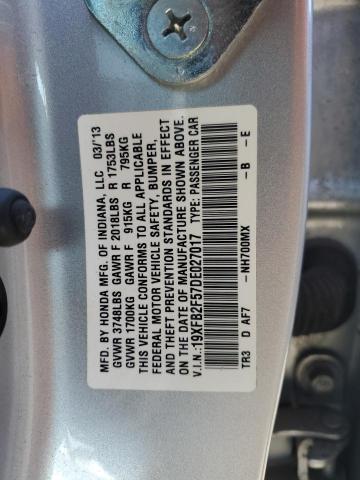 MFD. BY HONDA MFG. OF INDIANA, LLC 03/'13
GVWR 3748LBS GAWR F 2018LBS R 1753LBS
GVWR 1700KG GAWR F 915KG R 795KG
THIS VEHICLE CONFORMS TO ALL APPLICABLE
FEDERAL MOTOR VEHICLE SAFETY, BUMPER,
AND THEFT PREVENTION STANDARDS IN EFFECT
ON THE DATE OF MANUFACTURE SHOWN ABOVE.
V.I.N.:19XFB2F57DE027017 TYPE: PASSENGER CAR
TR3 D AF7 -NH700MX -B -E